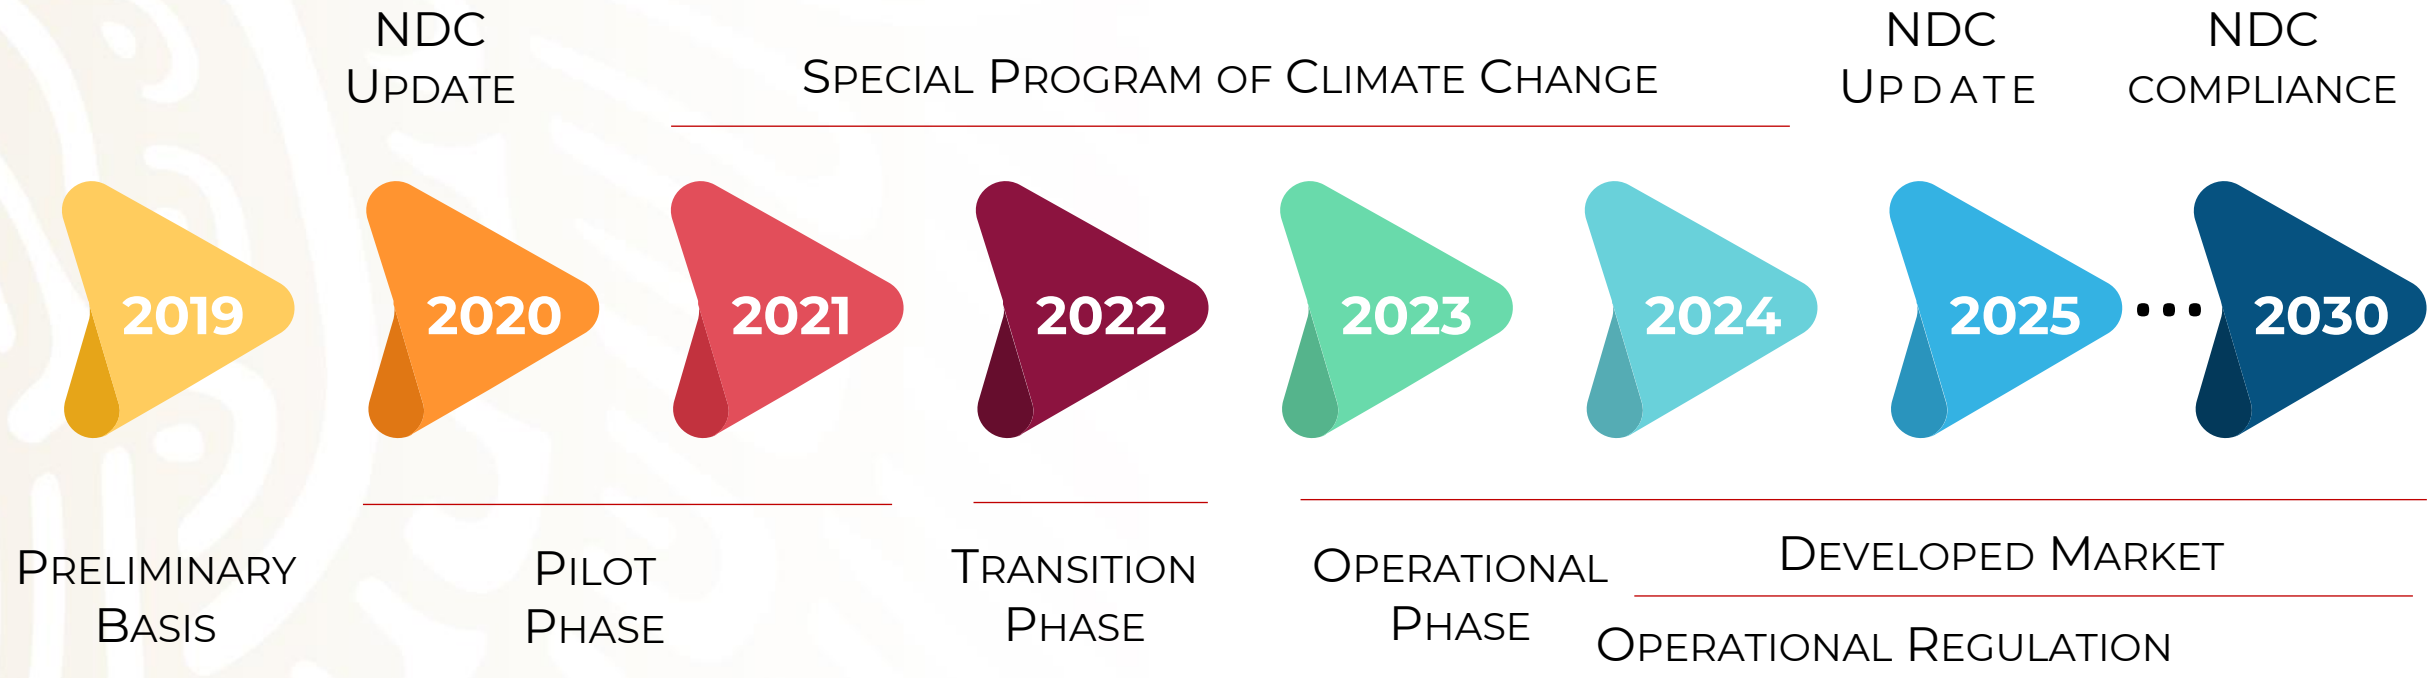 NDC
UPDATE
SPECIAL PROGRAM OF CLIMATE CHANGE
NDC
UPDATE
NDC
COMPLIANCE
2019
2020
2021
2022
2023
2024
2025
...
2030
PRELIMINARY
BASIS
PILOT
PHASE
TRANSITION
PHASE
OPERATIONAL
PHASE
DEVELOPED MARKET
OPERATIONAL REGULATION